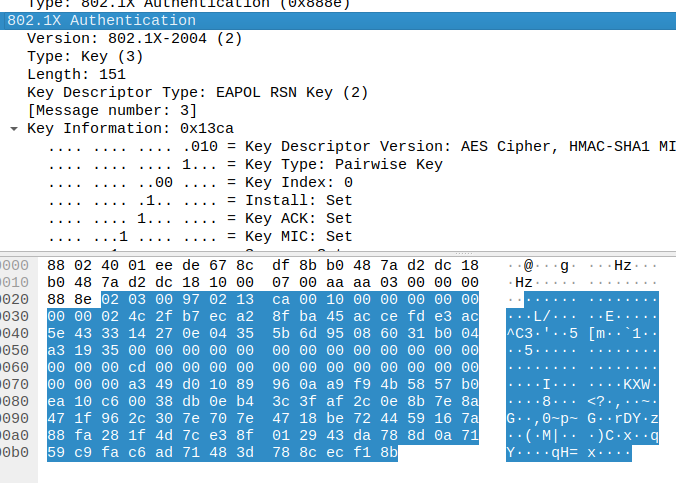 Type: 802.1X Authentication (0x888e)
802.1X Authentication
Version: 802.1X-2004 (2)
Type: Key (3)
Length: 151
Key Descriptor Type: EAPOL RSN Key (2)
[Message number: 3]
Key Information: 0x13ca
.... .... .... .010 = Key Descriptor Version: AES Cipher, HMAC-SHA1 MI
.... .... .... 1... = Key Type: Pairwise Key
.... .... ..00 .... = Key Index: 0
.... .... .1.. .... = Install: Set
.... .... 1... .... = Key ACK: Set
.... ...1 .... .... = Key MIC: Set
0000 88 02 40 01 ee de 67 8c df 8b b0 48 7a d2 dc 18 ··@···g· ···Hz···
0010 b0 48 7a d2 dc 18 10 00 07 00 aa aa 03 00 00 00 ·Hz····· ········
0020 88 8e 02 03 00 97 02 13 ca 00 10 00 00 00 00 00 ········ ········
0030 00 00 02 4c 2f b7 ec a2 8f ba 45 ac ce fd e3 ac ···L/··· ··E·····
0040 5e 43 33 14 27 0e 04 35 5b 6d 95 08 60 31 b0 04 ^C3·'··5 [m··`1··
0050 a3 19 35 00 00 00 00 00 00 00 00 00 00 00 00 00 ··5····· ········
0060 00 00 00 cd 00 00 00 00 00 00 00 00 00 00 00 00 ········ ········
0070 00 00 00 a3 49 d0 10 89 96 0a a9 f9 4b 58 57 b0 ····I··· ····KXW·
0080 ea 10 c6 00 38 db 0e b4 3c 3f af 2c 0e 8b 7e 8a ····8··· <?·,··~·
0090 47 1f 96 2c 30 7e 70 7e 47 18 be 72 44 59 16 7a G··,0~p~ G··rDY·z
00a0 88 fa 28 1f 4d 7c e3 8f 01 29 43 da 78 8d 0a 71 ··(·M|·· ·)C·x··q
00b0 59 c9 fa c6 ad 71 48 3d 78 8c ec f1 8b Y····qH= x····